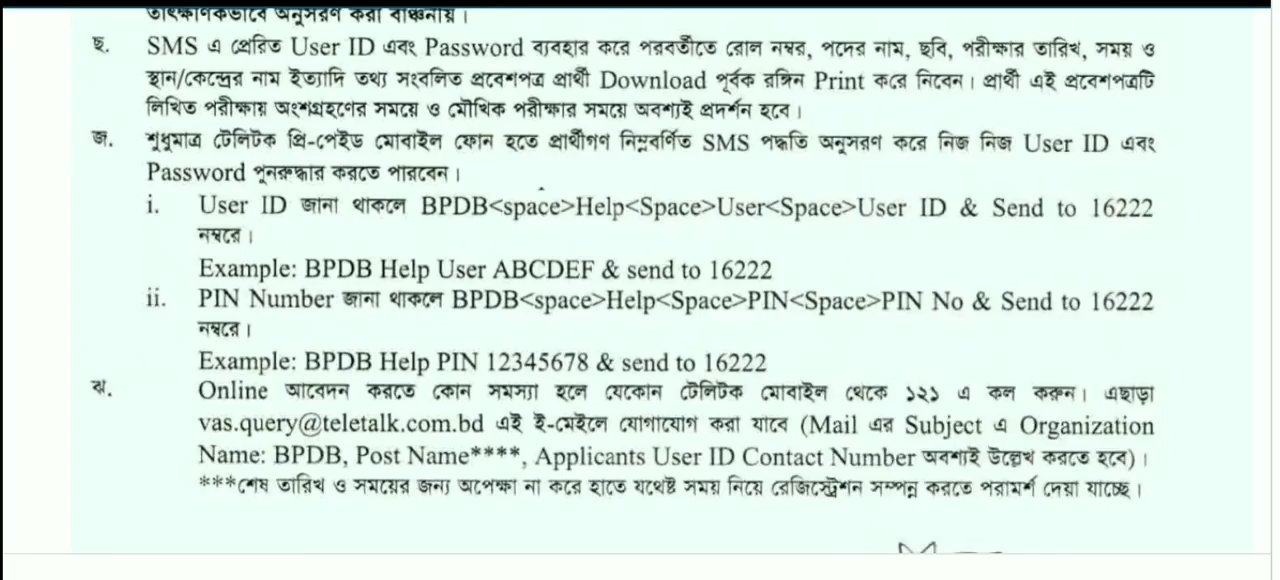 তাৎক্ষণিকভাবে অনুসরণ করা বাঞ্চনীয়।
ছ. SMS এ প্রেরিত User ID এবং Password ব্যবহার করে পরবর্তীতে রোল নম্বর, পদের নাম, ছবি, পরীক্ষার তারিখ, সময় ও
স্থান/কেন্দ্রের নাম ইত্যাদি তথ্য সংবলিত প্রবেশপত্র প্রার্থী Download পূর্বক রঙ্গিন Print করে নিবেন। প্রার্থী এই প্রবেশপত্রটি
লিখিত পরীক্ষায় অংশগ্রহণের সময়ে ও মৌখিক পরীক্ষার সময়ে অবশ্যই প্রদর্শন হবে।
জ. শুধুমাত্র টেলিটক প্রি-পেইড মোবাইল ফোন হতে প্রার্থীগণ নিম্নবর্ণিত SMS পদ্ধতি অনুসরণ করে নিজ নিজ User ID এবং
Password পুনরুদ্ধার করতে পারবেন।
i. User ID জানা থাকলে BPDB<space>Help<Space>User<Space>User ID & Send to 16222
নম্বরে।
Example: BPDB Help User ABCDEF & send to 16222
ii. PIN Number জানা থাকলে BPDB<space>Help<Space>PIN<Space>PIN No & Send to 16222
নম্বরে।
Example: BPDB Help PIN 12345678 & send to 16222
ঝ. Online আবেদন করতে কোন সমস্যা হলে যেকোন টেলিটক মোবাইল থেকে ১২১ এ কল করুন। এছাড়া
vas.query@teletalk.com.bd এই ই-মেইলে যোগাযোগ করা যাবে (Mail এর Subject এ Organization
Name: BPDB, Post Name****, Applicants User ID Contact Number অবশ্যই উল্লেখ করতে হবে)।
***শেষ তারিখ ও সময়ের জন্য অপেক্ষা না করে হাতে যথেষ্ট সময় নিয়ে রেজিস্ট্রেশন সম্পন্ন করতে পরামর্শ দেয়া যাচ্ছে।